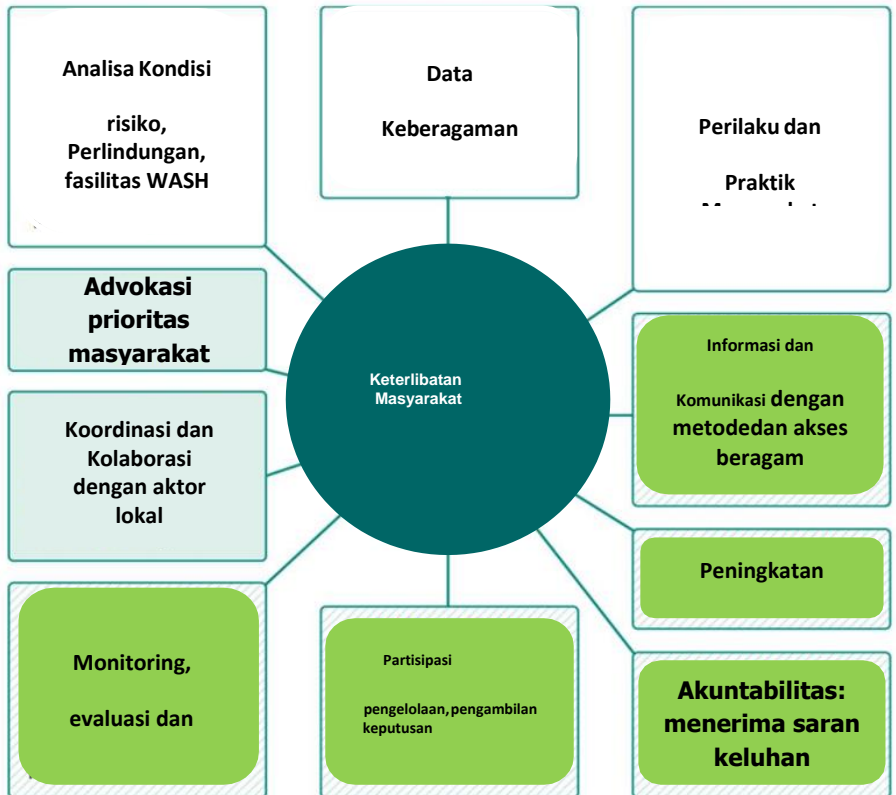 Analisa Kondisi
risiko,
Perlindungan,
fasilitas WASH
Data
Keberagaman
Perilaku dan
Praktik
Advokasi
prioritas
masyarakat
Keterlibatan
Masyarakat
Informasi dan
Komunikasi dengan
metodedan akses
beragam
Koordinasi dan
Kolaborasi
dengan aktor
lokal
Peningkatan
Monitoring,
evaluasi dan
Partisipasi
pengelolaan,pengambilan
keputusan
Akuntabilitas:
menerima saran
keluhan